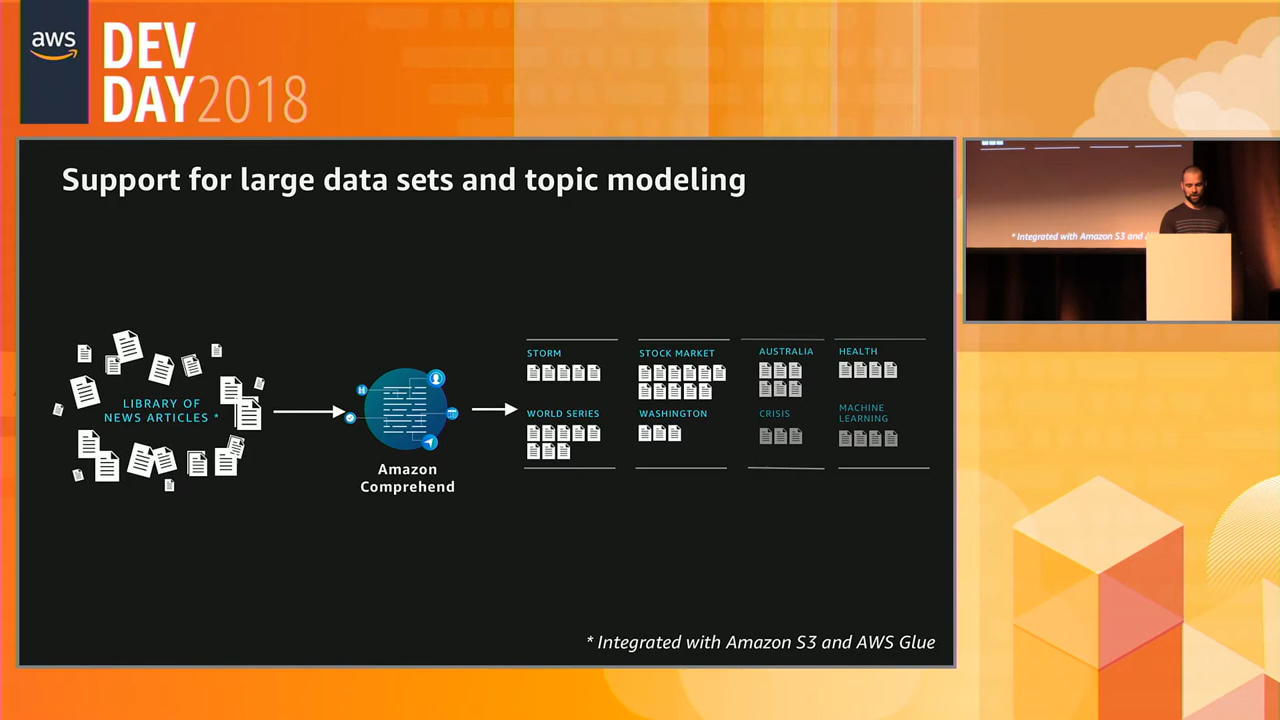 aws
DEV
DAY2018
Support for large data sets and topic modeling
* Integrated with Amazon S3 and
LIBRARY OF
NEWS ARTICLES *
Amazon
Comprehend
STORM
STOCK MARKET
AUSTRALIA
HEALTH
WORLD SERIES
WASHINGTON
CRISIS
MACHINE
LEARNING
* Integrated with Amazon S3 and AWS Glue